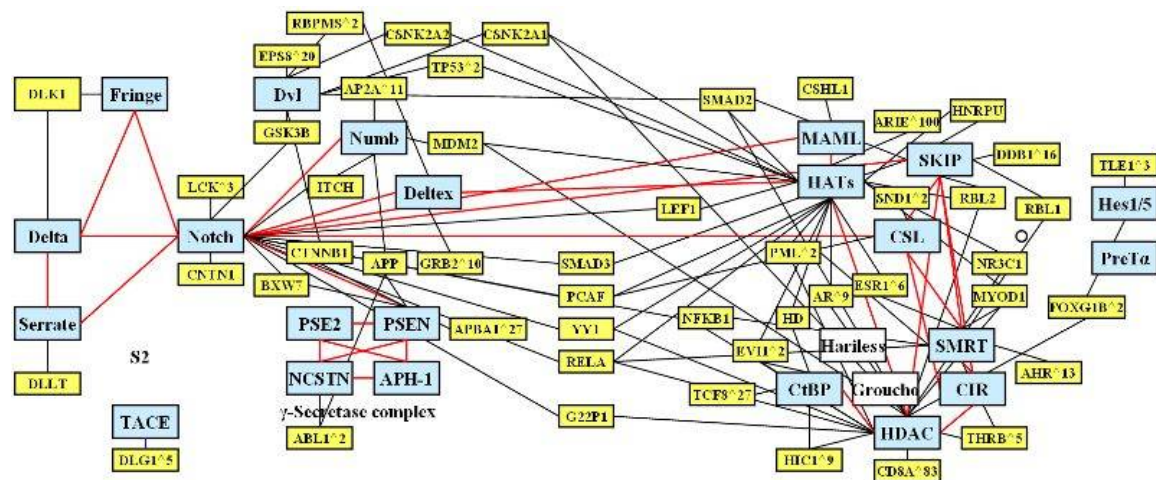 RBPMS^2
CSNK2A2
CSNK2A1
EPS8^20
TP53^2
DLK1
Fringe
Dvl
AP2A^11
SMAD2
CSHL1
HNRPU
ARIE^100
GSK3B
Numb
MDM2
MAML
SKIP
DDB1^16
TLE1^3
LCK^3
ITCH
Deltex
HATs
SND1^2
RBL2
RBL1
Hes1/5
LEF1
Delta
Notch
CSL
CTNNB1
APP
GRB2^10
SMAD3
PML^2
NR3C1
PreTα
CNTN1
BXW7
PCAF
AR^9
ESR1^6
MYOD1
FOXG1B^2
Serrate
PSE2
PSEN
APBA1^27
YY1
NFKB1
HD
Hariless
SMRT
S2
RELA
EVI1^2
AHR^13
DLLT
NCSTN
APH-1
TCF8^27
CtBP
Groucho
CIR
γ-Secretase complex
G22P1
TACE
ABL1^2
HDAC
THRB^5
DLG1^5
HIC1^9
CD8A^83